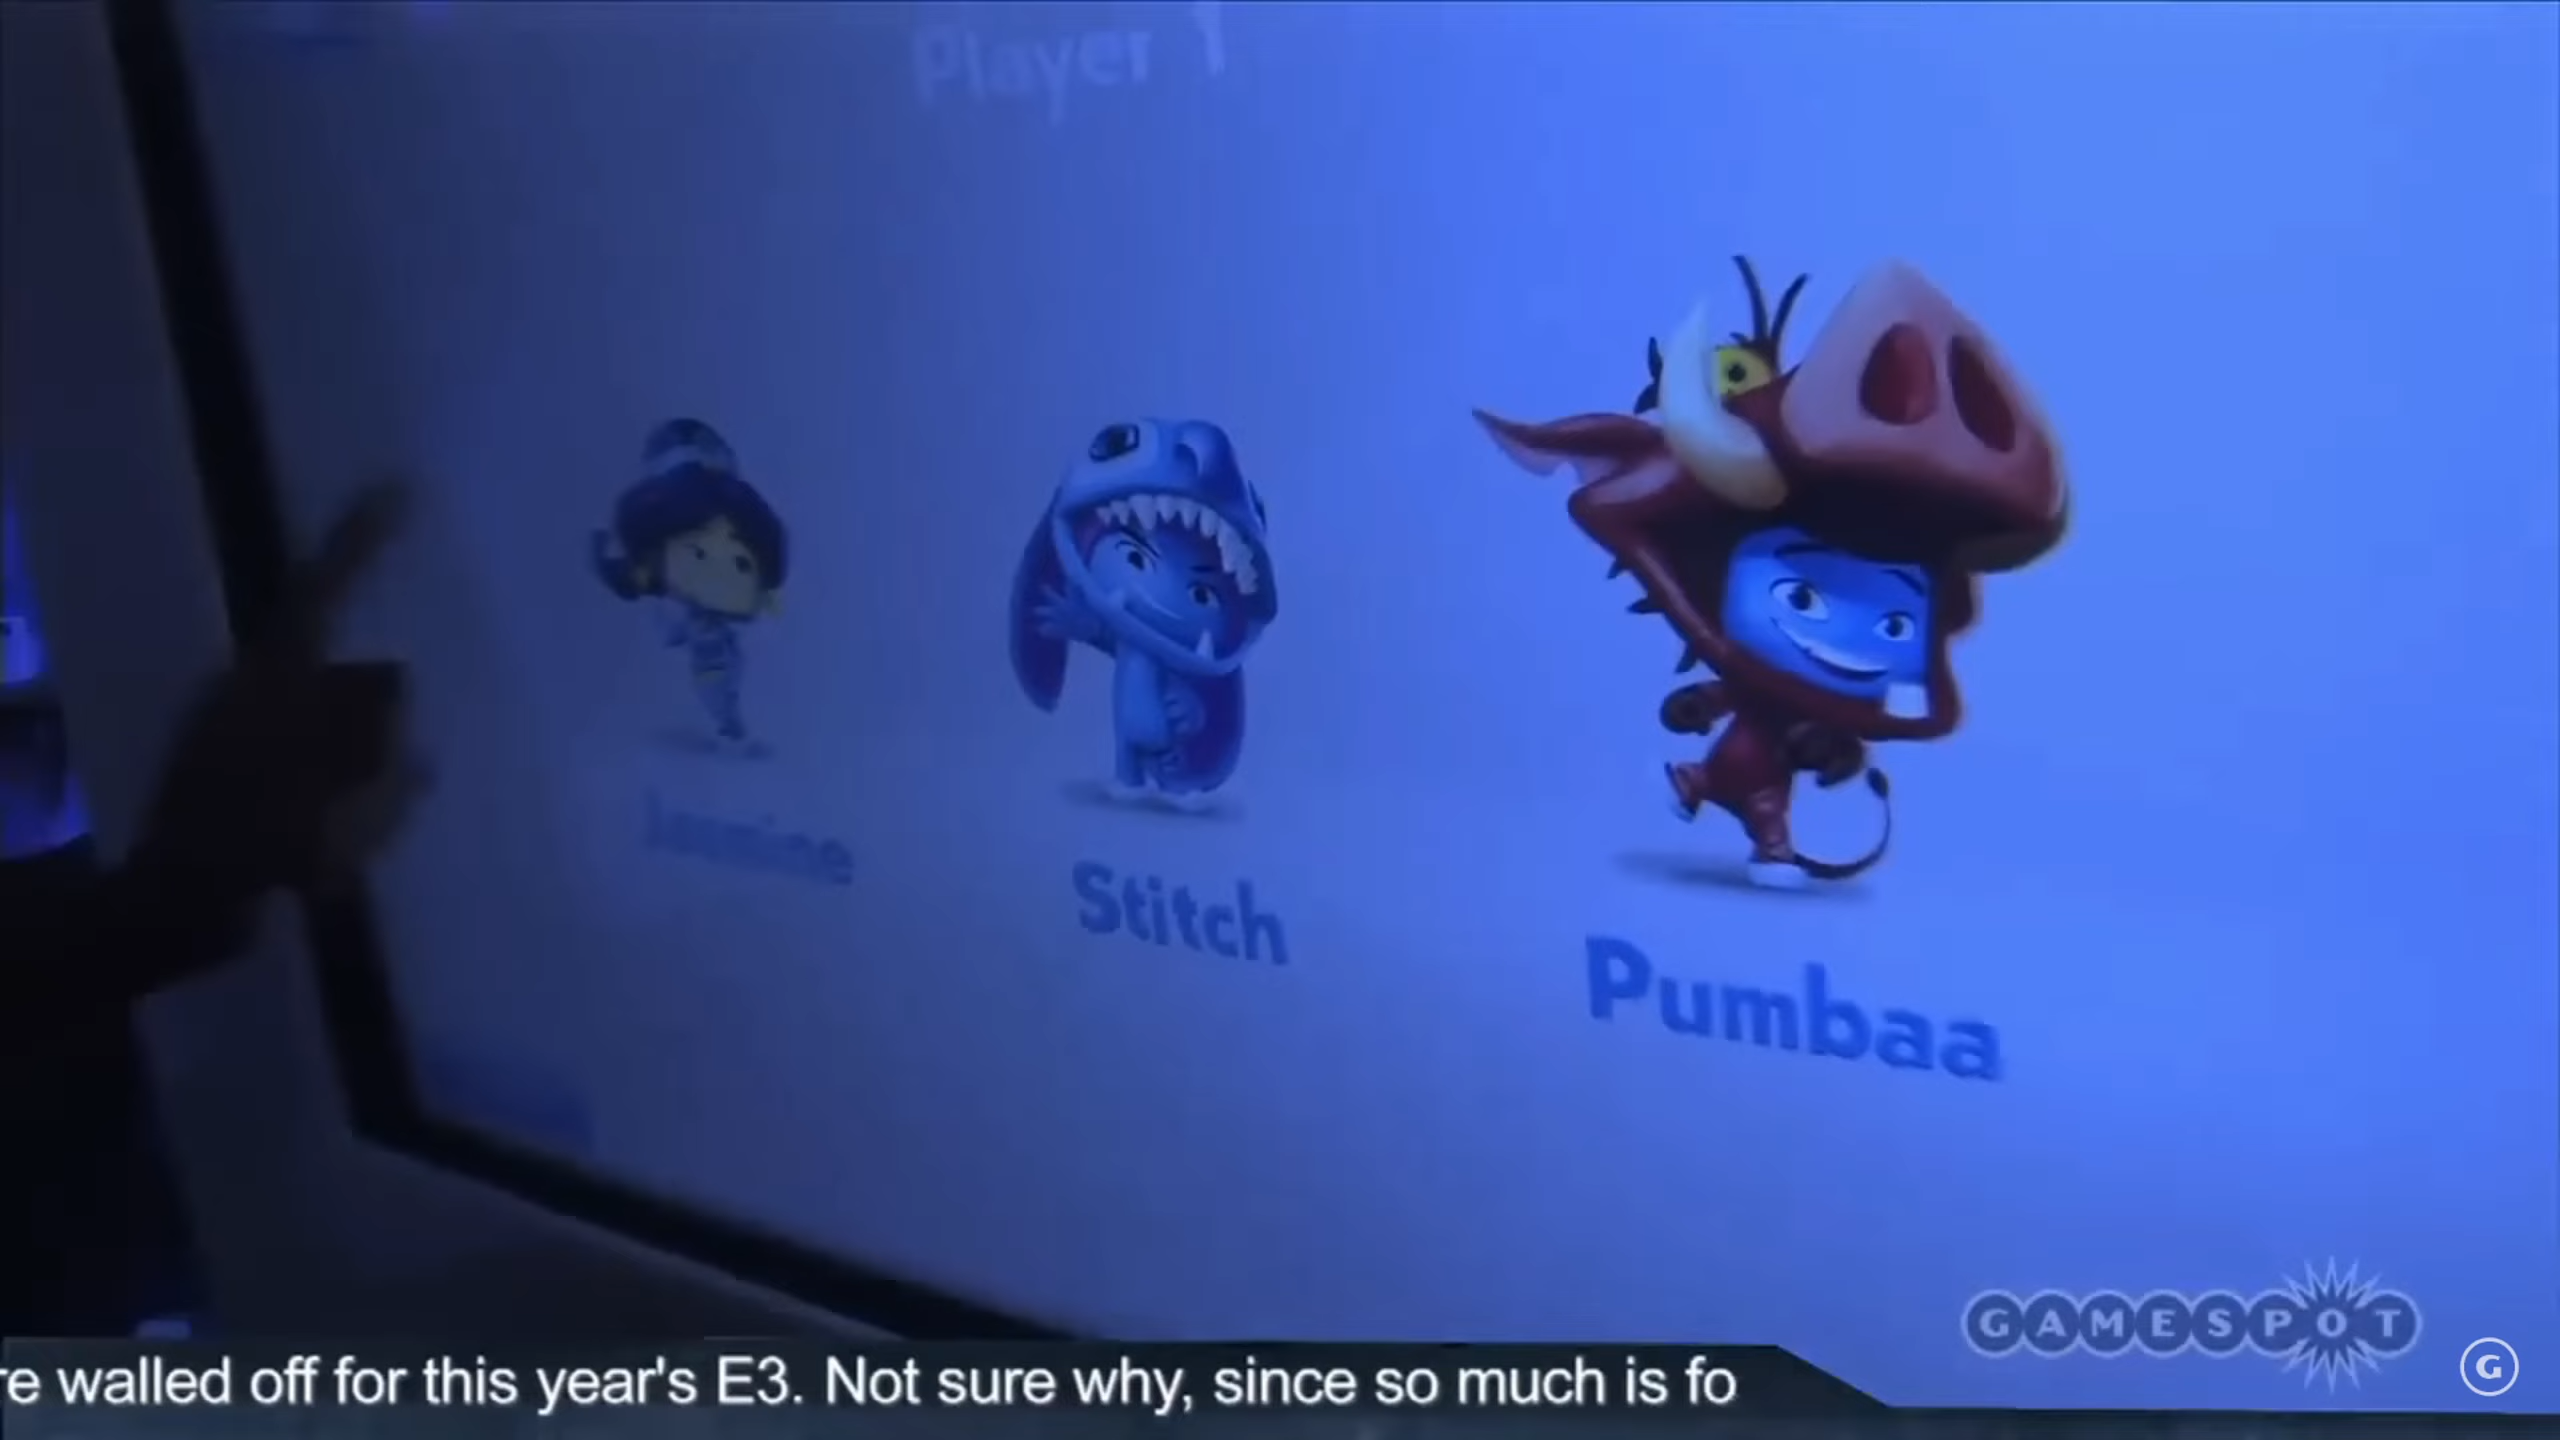 Player 1
Jasmine
Stitch
Pumbaa
GAMESPOT
G
re walled off for this year's E3. Not sure why, since so much is fo